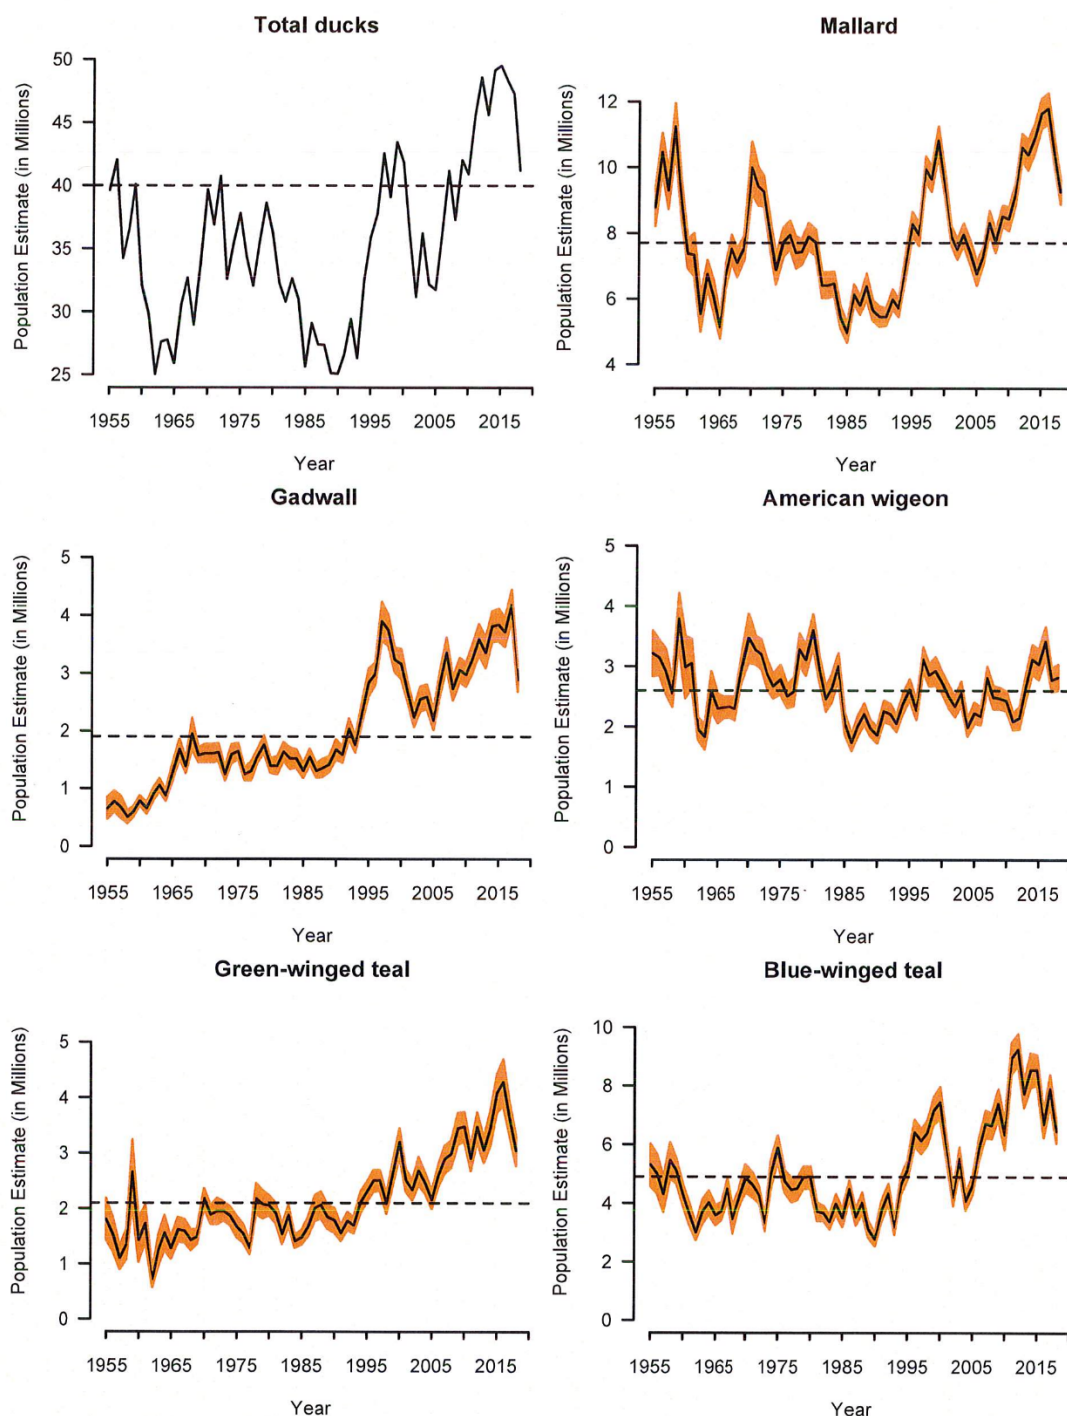 Total ducks
Population Estimate (in Millions)
50
45
40
35
30
25
1955 1965 1975 1985 1995 2005 2015
Year
Mallard
Population Estimate (in Millions)
12
10
8
6
4
1955 1965 1975 1985 1995 2005 2015
Year
Gadwall
Population Estimate (in Millions)
5
4
3
2
1
0
1955 1965 1975 1985 1995 2005 2015
Year
American wigeon
Population Estimate (in Millions)
5
4
3
2
1
0
1955 1965 1975 1985 1995 2005 2015
Year
Green-winged teal
Population Estimate (in Millions)
5
4
3
2
1
0
1955 1965 1975 1985 1995 2005 2015
Year
Blue-winged teal
Population Estimate (in Millions)
10
8
6
4
2
0
1955 1965 1975 1985 1995 2005 2015
Year